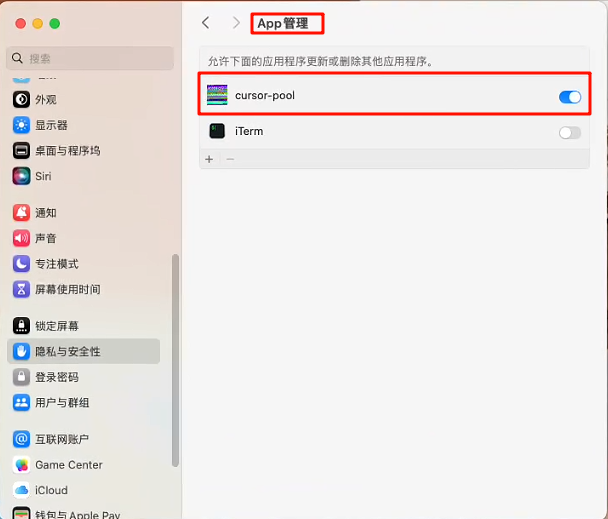 App管理
搜索
允许下面的应用程序更新或删除其他应用程序。
cursor-pool
iTerm
外观
显示器
桌面与程序坞
Siri
通知
声音
专注模式
屏幕使用时间
锁定屏幕
隐私与安全性
登录密码
用户与群组
互联网账户
Game Center
iCloud
钱包与 Apple Pay